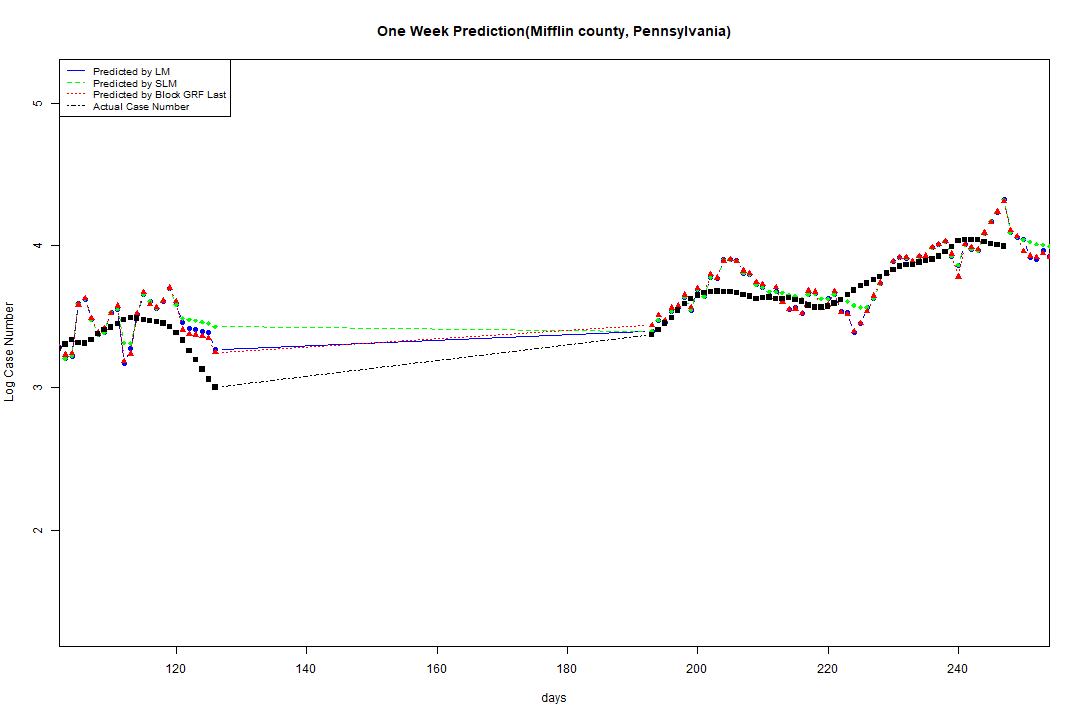 One Week Prediction(Mifflin county, Pennsylvania)
Predicted by LM
Predicted by SLM
Predicted by Block GRF Last
Actual Case Number
5
4
3
2
Log Case Number
120 140 160 180 200 220 240
days